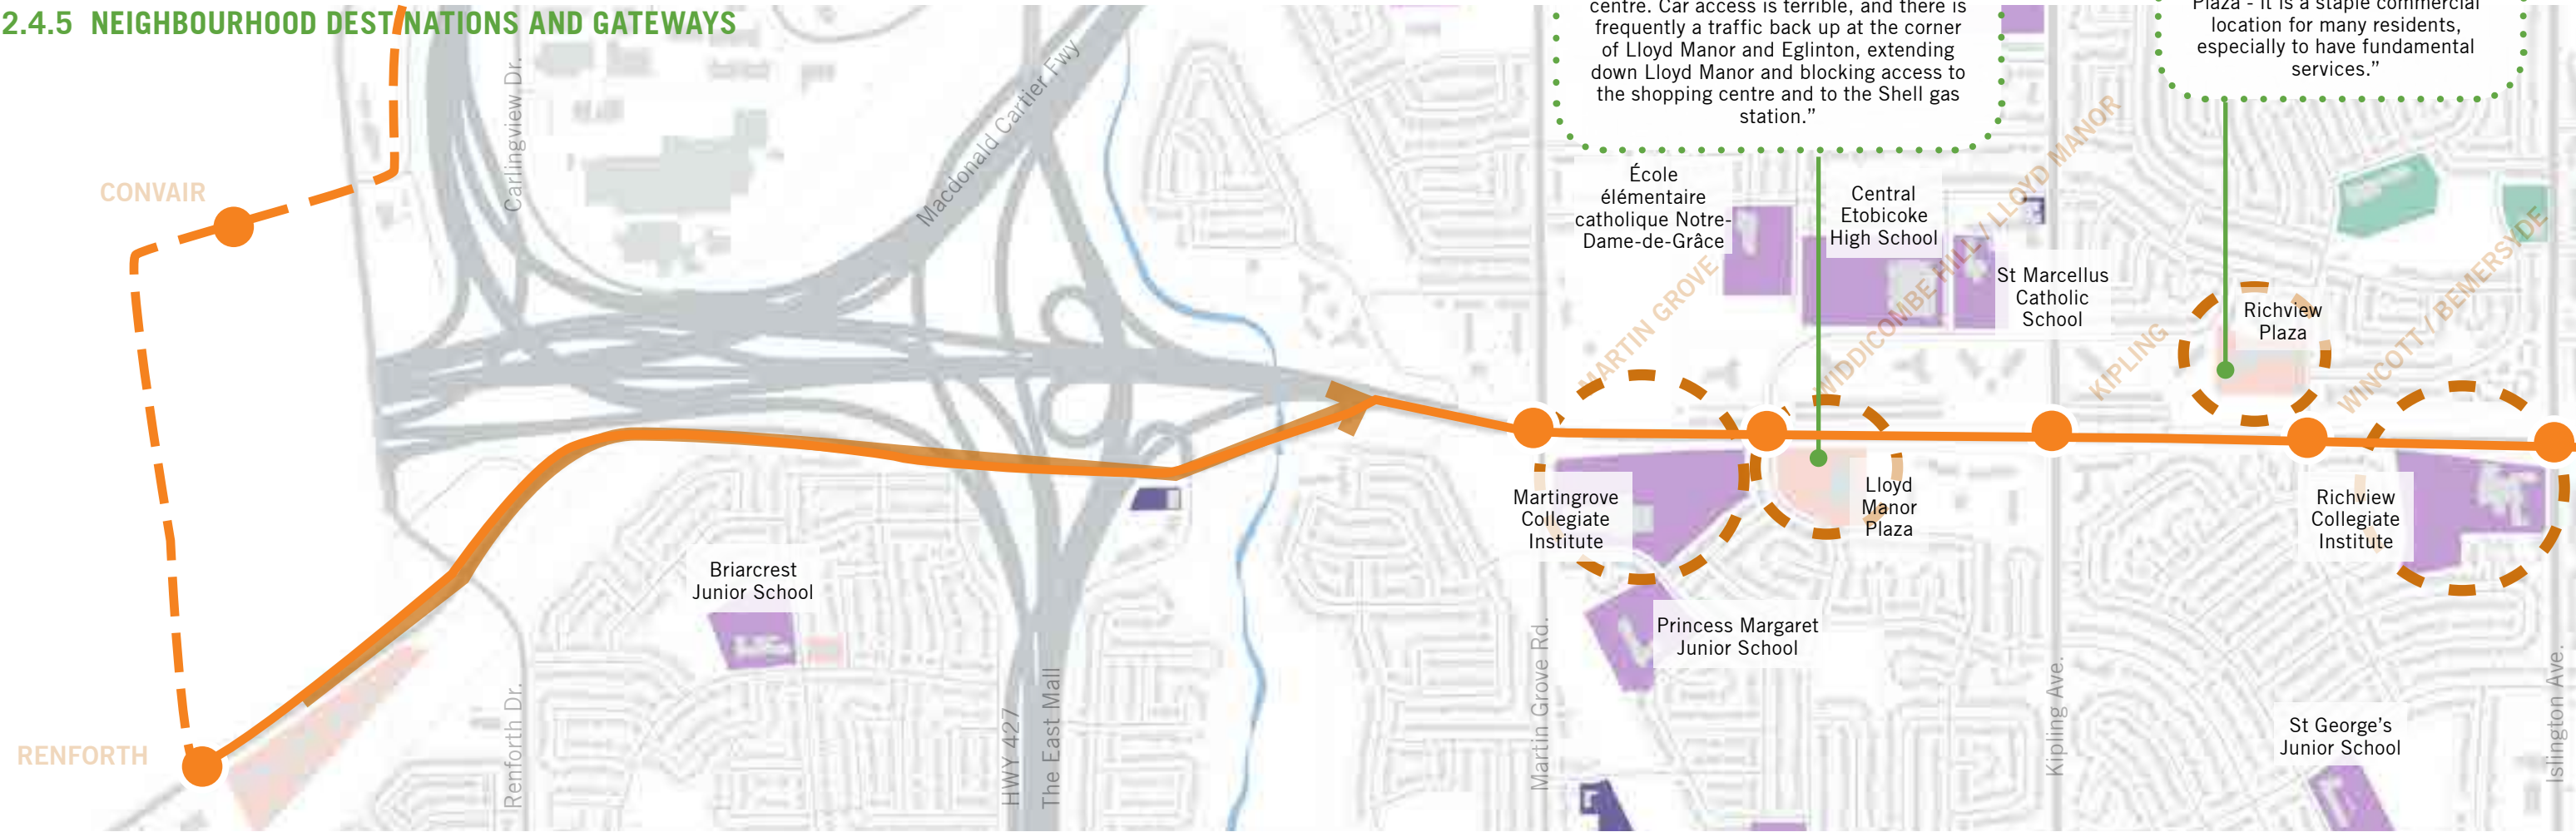 2.4.5 NEIGHBOURHOOD DESTINATIONS AND GATEWAYS
centre. Car access is terrible, and there is
frequently a traffic back up at the corner
of Lloyd Manor and Eglinton, extending
down Lloyd Manor and blocking access to
the shopping centre and to the Shell gas
station.”
Plaza - it is a staple commercial
location for many residents,
especially to have fundamental
services.”
CONVAIR
Carlingview Dr.
Macdonald Cartier Fwy
École
élémentaire
catholique Notre-
Dame-de-Grâce
Central
Etobicoke
High School
St Marcellus
Catholic
School
MARTIN GROVE
WIDDICOMBE HILL / LLOYD MANOR
KIPLING
Richview
Plaza
WINCOTT / BEMERSYDE
Martingrove
Collegiate
Institute
Lloyd
Manor
Plaza
Richview
Collegiate
Institute
Briarcrest
Junior School
Princess Margaret
Junior School
RENFORTH
Renforth Dr.
HWY 427
The East Mall
Martin Grove Rd.
Kipling Ave.
St George’s
Junior School
Islington Ave.